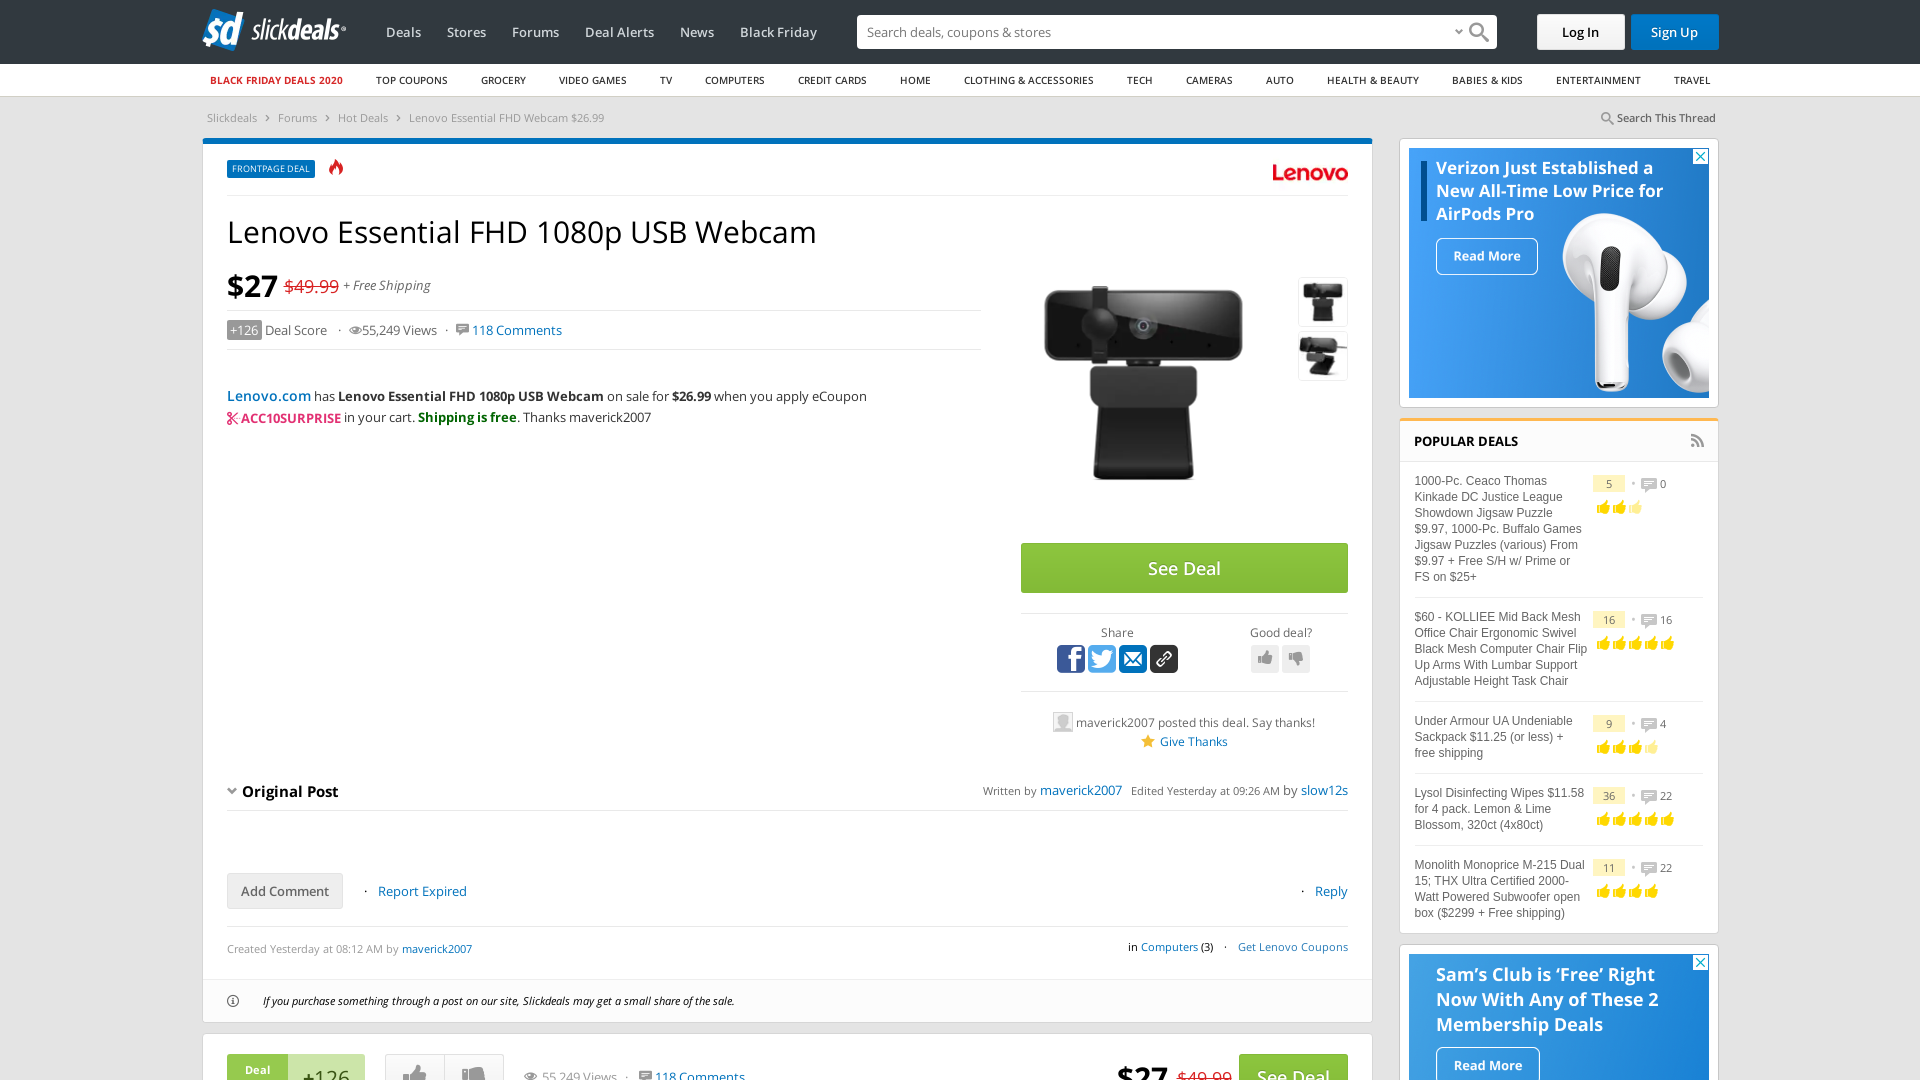 sd slickdeals
Deals Stores Forums Deal Alerts News Black Friday
Search deals, coupons & shopping
Log In Sign Up
BLACK FRIDAY DEALS 2020 TOP COUPONS GROCERY VIDEO GAMES TV COMPUTERS CREDIT CARDS HOME CLOTHING & ACCESSORIES TECH CAMERAS AUTO HEALTH & BEAUTY BABIES & KIDS ENTERTAINMENT TRAVEL
Slickdeals › Forums › Hot Deals › Lenovo Essential FHD Webcam $26.99
Search This Thread
FRONTPAGE DEAL
Lenovo
Lenovo Essential FHD 1080p USB Webcam
$27 $49.99 + Free Shipping
+126 Deal Score · 55,249 Views · 118 Comments
Lenovo.com has Lenovo Essential FHD 1080p USB Webcam on sale for $26.99 when you apply eCoupon
ACC10SURPRISE in your cart. Shipping is free. Thanks maverick2007
See Deal
Share
Good deal?
maverick2007 posted this deal. Say thanks!
Give Thanks
Original Post
Written by maverick2007 Edited Yesterday at 09:26 AM by slow12s
Add Comment · Report Expired · Reply
Created Yesterday at 08:12 AM by maverick2007
in Computers (3) · Get Lenovo Coupons
If you purchase something through a post on our site, Slickdeals may get a small share of the sale.
Deal
+126
55,249 Views · 118 Comments
$27 $49.99 See Deal
Verizon Just Established a
New All-Time Low Price for
AirPods Pro
Read More
POPULAR DEALS
1000-Pc. Ceaco Thomas
Kinkade DC Justice League
Showdown Jigsaw Puzzle
$9.97, 1000-Pc. Buffalo Games
Jigsaw Puzzles (various) From
$9.97 + Free S/H w/ Prime or
FS on $25+
5 • 0
$60 - KOLLIEE Mid Back Mesh
Office Chair Ergonomic Swivel
Black Mesh Computer Chair Flip
Up Arms With Lumbar Support
Adjustable Height Task Chair
16 • 16
Under Armour UA Undeniable
Sackpack $11.25 (or less) +
free shipping
9 • 4
Lysol Disinfecting Wipes $11.58
for 4 pack. Lemon & Lime
Blossom, 320ct (4x80ct)
36 • 22
Monolith Monoprice M-215 Dual
15; THX Ultra Certified 2000-
Watt Powered Subwoofer open
box ($2299 + Free shipping)
11 • 22
Sam's Club is ‘Free’ Right
Now With Any of These 2
Membership Deals
Read More